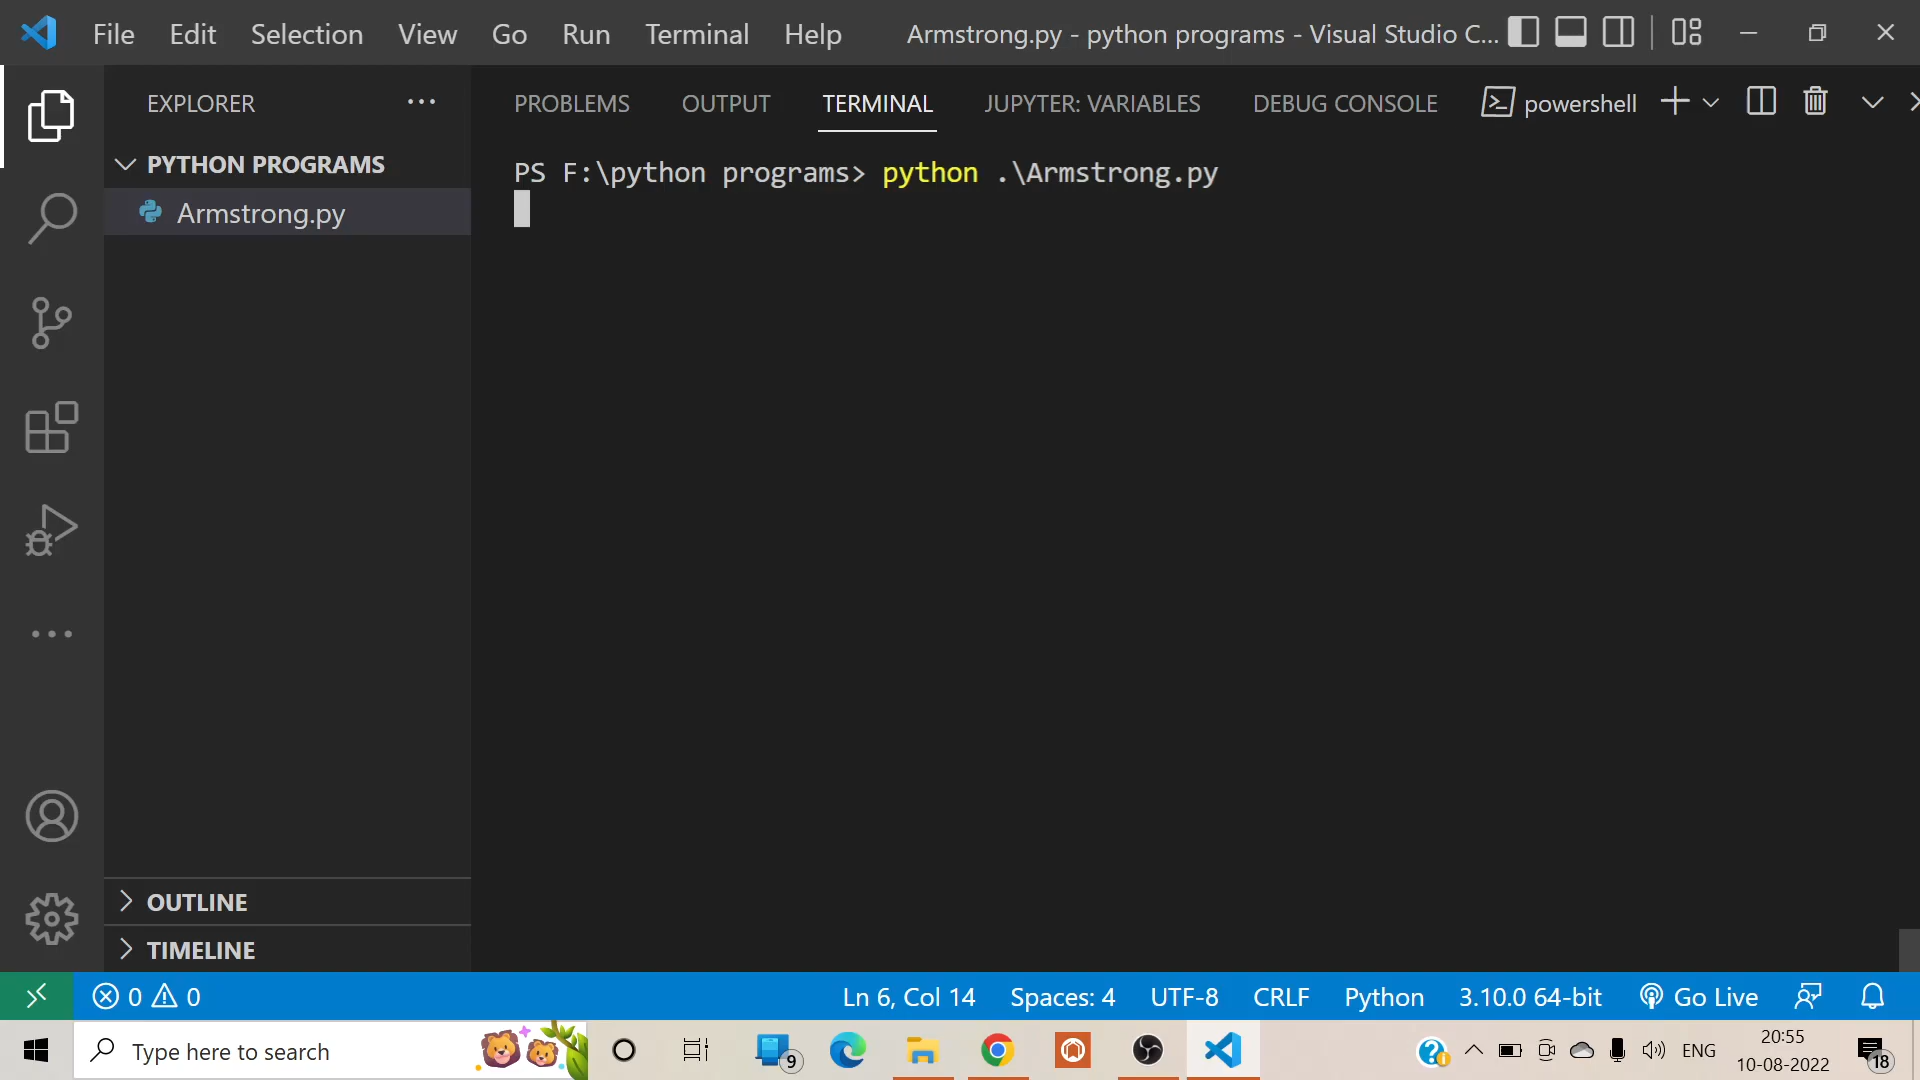 File Edit Selection View Go Run Terminal Help Armstrong.py - python programs - Visual Studio C...
EXPLORER
PROBLEMS OUTPUT TERMINAL JUPYTER: VARIABLES DEBUG CONSOLE powershell
PYTHON PROGRAMS
Armstrong.py
PS F:\python programs> python .\Armstrong.py
OUTLINE
TIMELINE
0 0 Ln 6, Col 14 Spaces: 4 UTF-8 CRLF Python 3.10.0 64-bit Go Live
Type here to search 9 ENG 20:55
10-08-2022 18